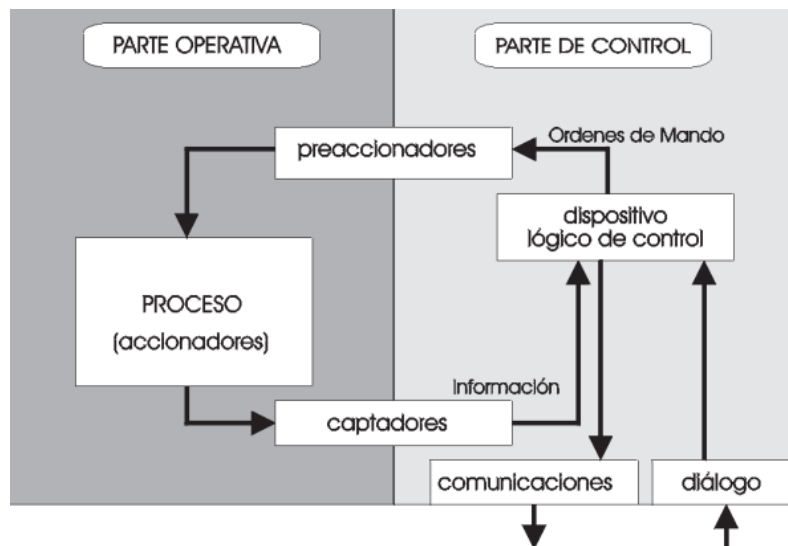 PARTE OPERATIVA
PARTE DE CONTROL
preaccionadores
Ordenes de Mando
dispositivo
lógico de control
PROCESO
(accionadores)
Información
captadores
comunicaciones
diálogo